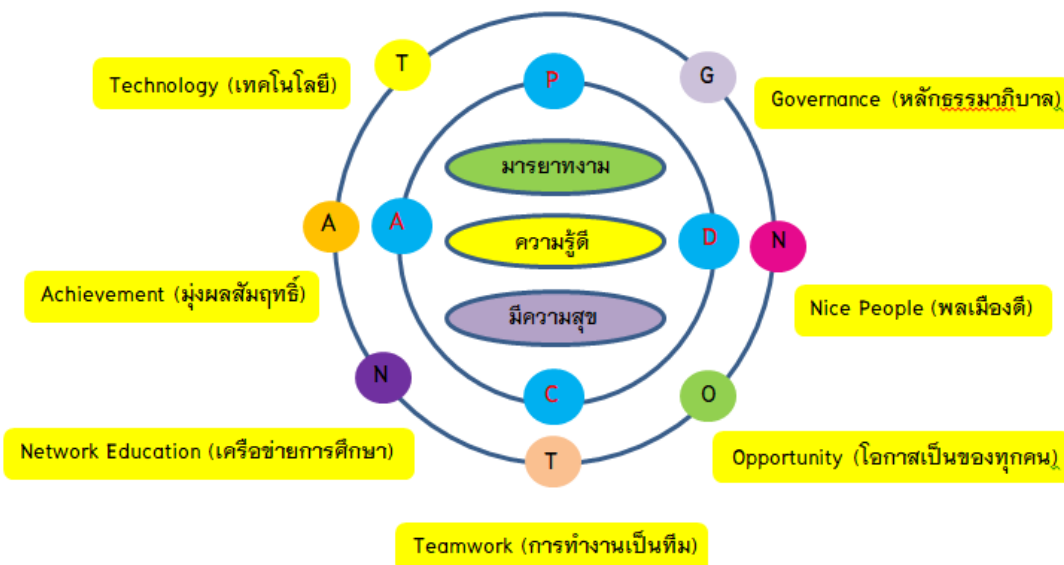 T
P
G
Technology (เทคโนโลยี)
Governance (หลักธรรมาภิบาล)
มารยาทงาม
A
A
ความรู้ดี
D
N
Achievement (มุ่งผลสัมฤทธิ์)
Nice People (พลเมืองดี)
มีความสุข
N
C
O
Network Education (เครือข่ายการศึกษา)
T
Opportunity (โอกาสเป็นของทุกคน)
Teamwork (การทำงานเป็นทีม)